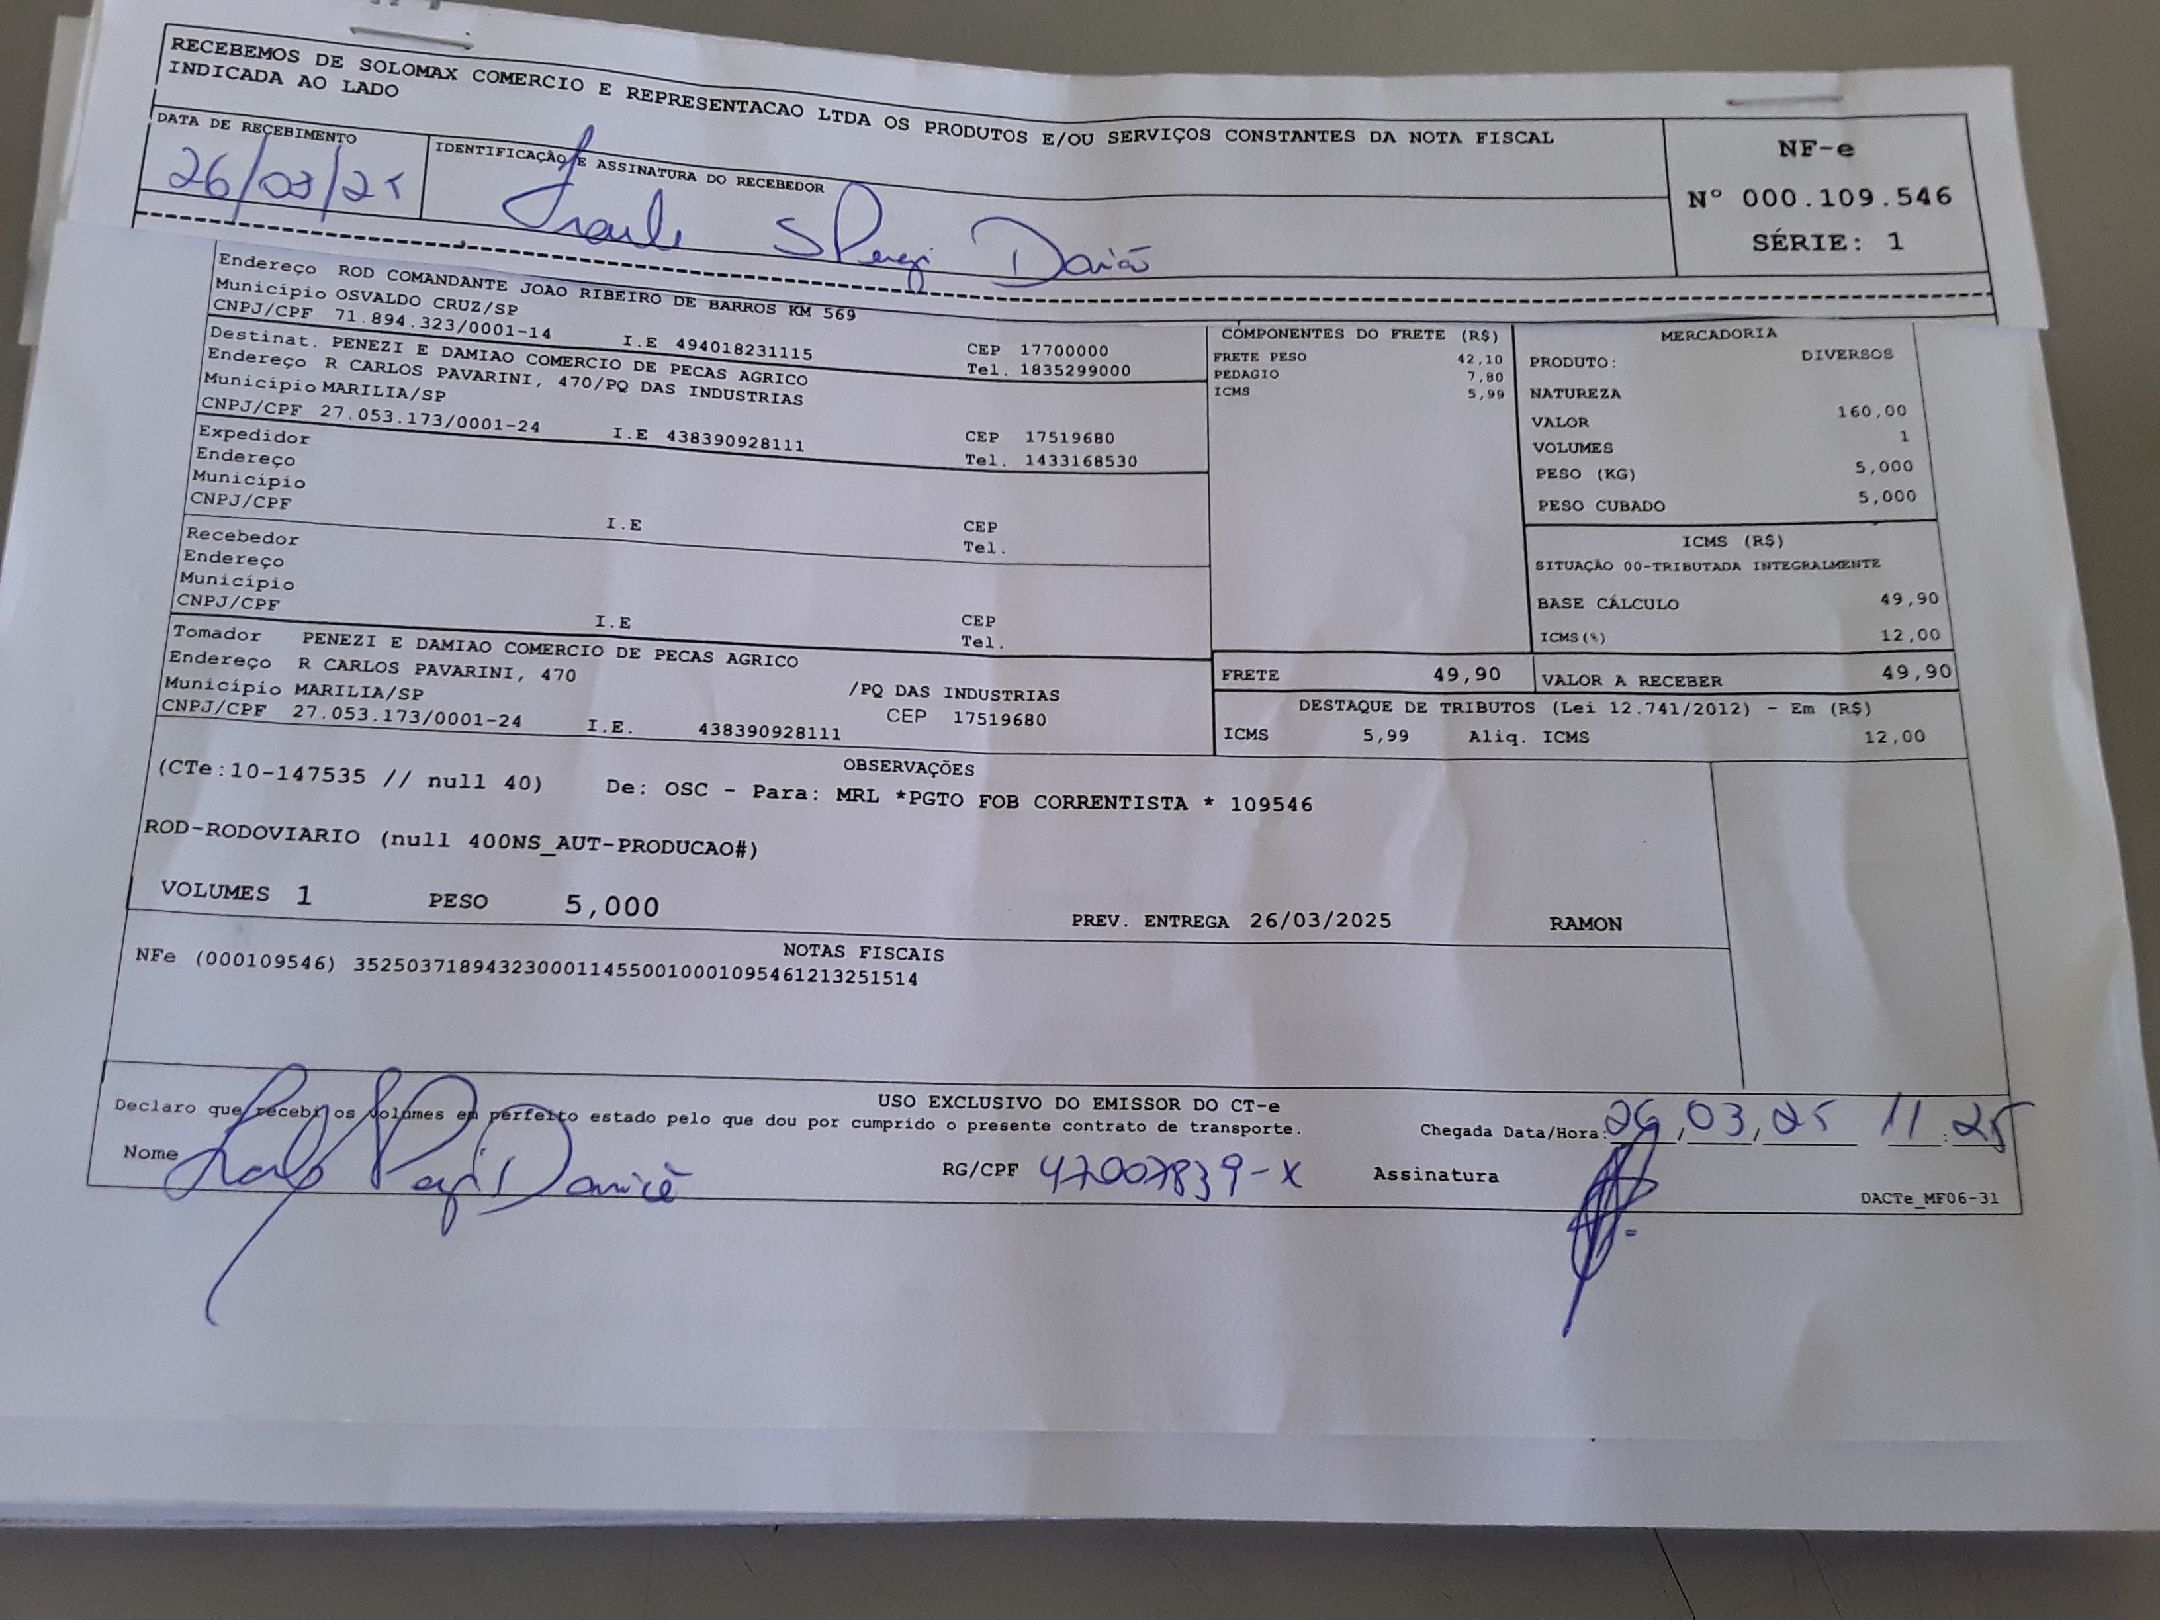 RECEBEMOS DE SOLOMAX COMERCIO E REPRESENTACAO LTDA OS PRODUTOS E/OU SERVIÇOS CONSTANTES DA NOTA FISCAL
INDICADA AO LADO
NF-e
Nº 000.109.546
SÉRIE: 1
DATA DE RECEBIMENTO
26/03/25
IDENTIFICAÇÃO E ASSINATURA DO RECEBEDOR
Endereço ROD COMANDANTE JOAO RIBEIRO DE BARROS KM 569
Município OSVALDO CRUZ/SP
CNPJ/CPF 71.894.323/0001-14 I.E 494018231115
CEP 17700000
Tel. 1835299000
Destinat. PENEZI E DAMIAO COMERCIO DE PECAS AGRICO
Endereço R CARLOS PAVARINI, 470/PQ DAS INDUSTRIAS
Município MARILIA/SP
CNPJ/CPF 27.053.173/0001-24 I.E 438390928111
CEP 17519680
Tel. 1433168530
Expedidor
Endereço
Município
CNPJ/CPF
I.E
CEP
Tel.
Recebedor
Endereço
Município
CNPJ/CPF
I.E
CEP
Tel.
Tomador PENEZI E DAMIAO COMERCIO DE PECAS AGRICO
Endereço R CARLOS PAVARINI, 470 /PQ DAS INDUSTRIAS
Município MARILIA/SP CEP 17519680
CNPJ/CPF 27.053.173/0001-24 I.E. 438390928111
COMPONENTES DO FRETE (R$)
FRETE PESO 42,10
PEDAGIO 7,80
ICMS 5,99
MERCADORIA
PRODUTO: DIVERSOS
NATUREZA
VALOR 160,00
VOLUMES 1
PESO (KG) 5,000
PESO CUBADO 5,000
ICMS (R$)
SITUAÇÃO 00-TRIBUTADA INTEGRALMENTE
BASE CÁLCULO 49,90
ICMS(%) 12,00
FRETE 49,90
VALOR A RECEBER 49,90
DESTAQUE DE TRIBUTOS (Lei 12.741/2012) - Em (R$)
ICMS 5,99 Aliq. ICMS 12,00
OBSERVAÇÕES
(CTe:10-147535 // null 40) De: OSC - Para: MRL *PGTO FOB CORRENTISTA * 109546
ROD-RODOVIARIO (null 400NS_AUT-PRODUCAO#)
VOLUMES 1 PESO 5,000 PREV. ENTREGA 26/03/2025 RAMON
NOTAS FISCAIS
NFe (000109546) 35250371894323000114550010001095461213251514
USO EXCLUSIVO DO EMISSOR DO CT-e
Declaro que recebi os volumes em perfeito estado pelo que dou por cumprido o presente contrato de transporte.
Chegada Data/Hora: 26,03,25 11:25
Nome
RG/CPF 47007839-X
Assinatura
DACTe_MF06-31